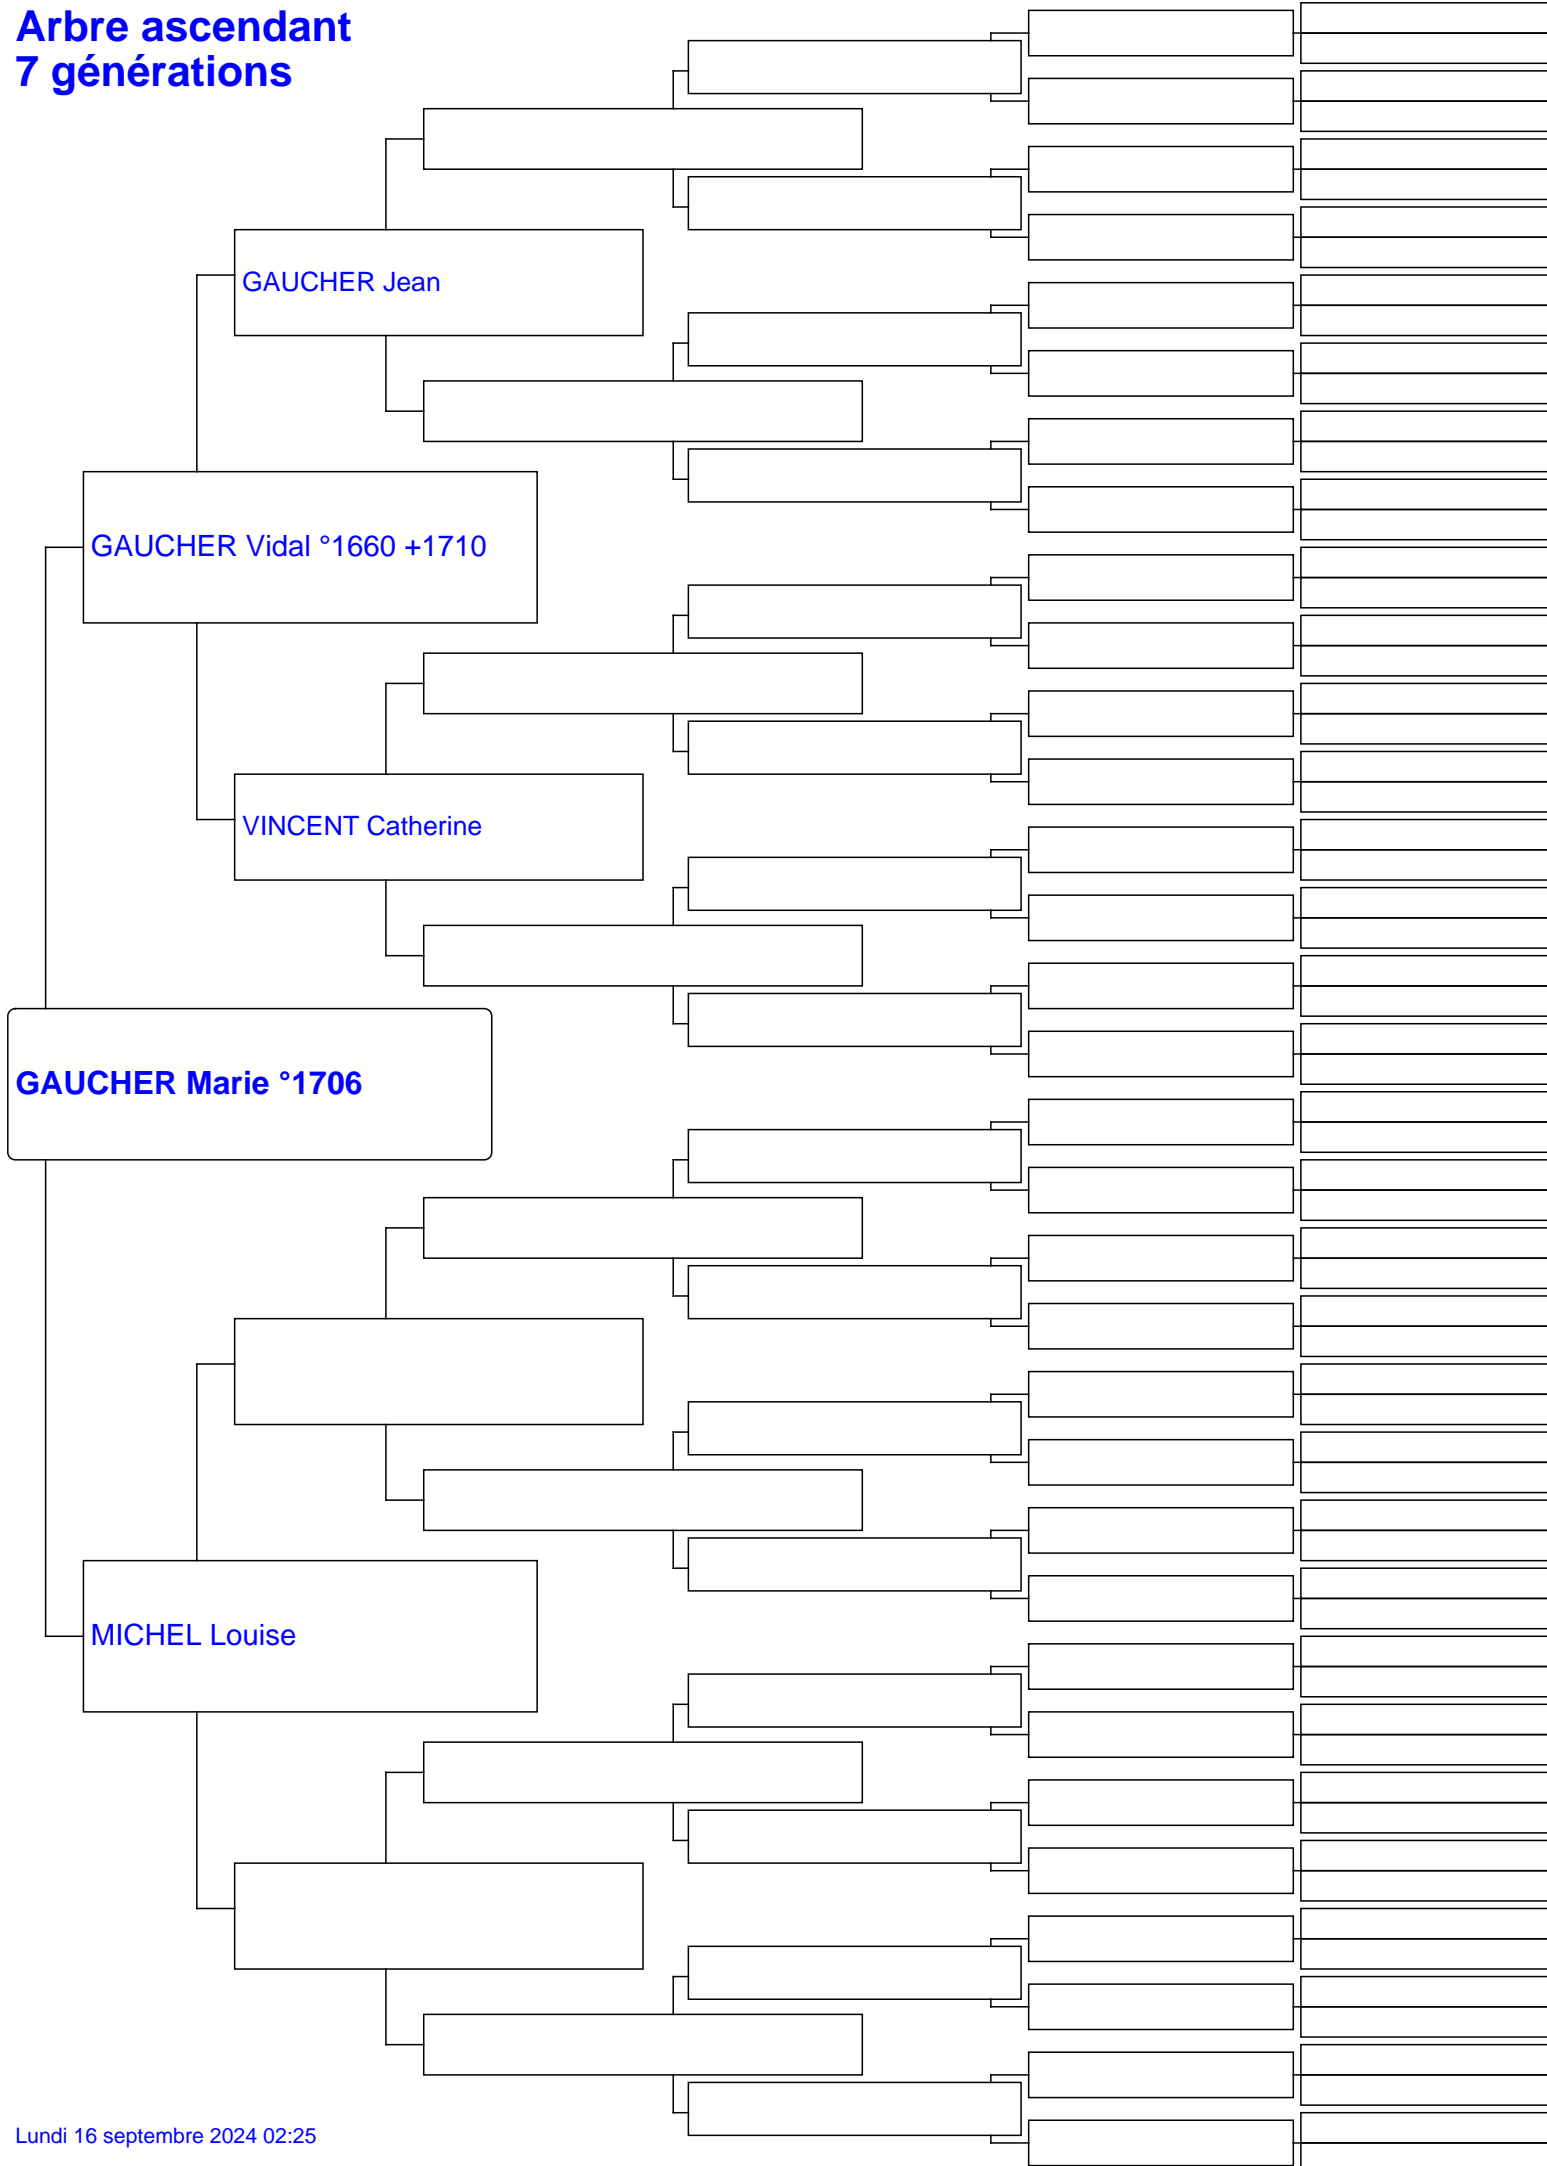 Arbre ascendant
7 générations
GAUCHER Jean
GAUCHER Vidal °1660 +1710
VINCENT Catherine
GAUCHER Marie °1706
MICHEL Louise
Lundi 16 septembre 2024 02:25